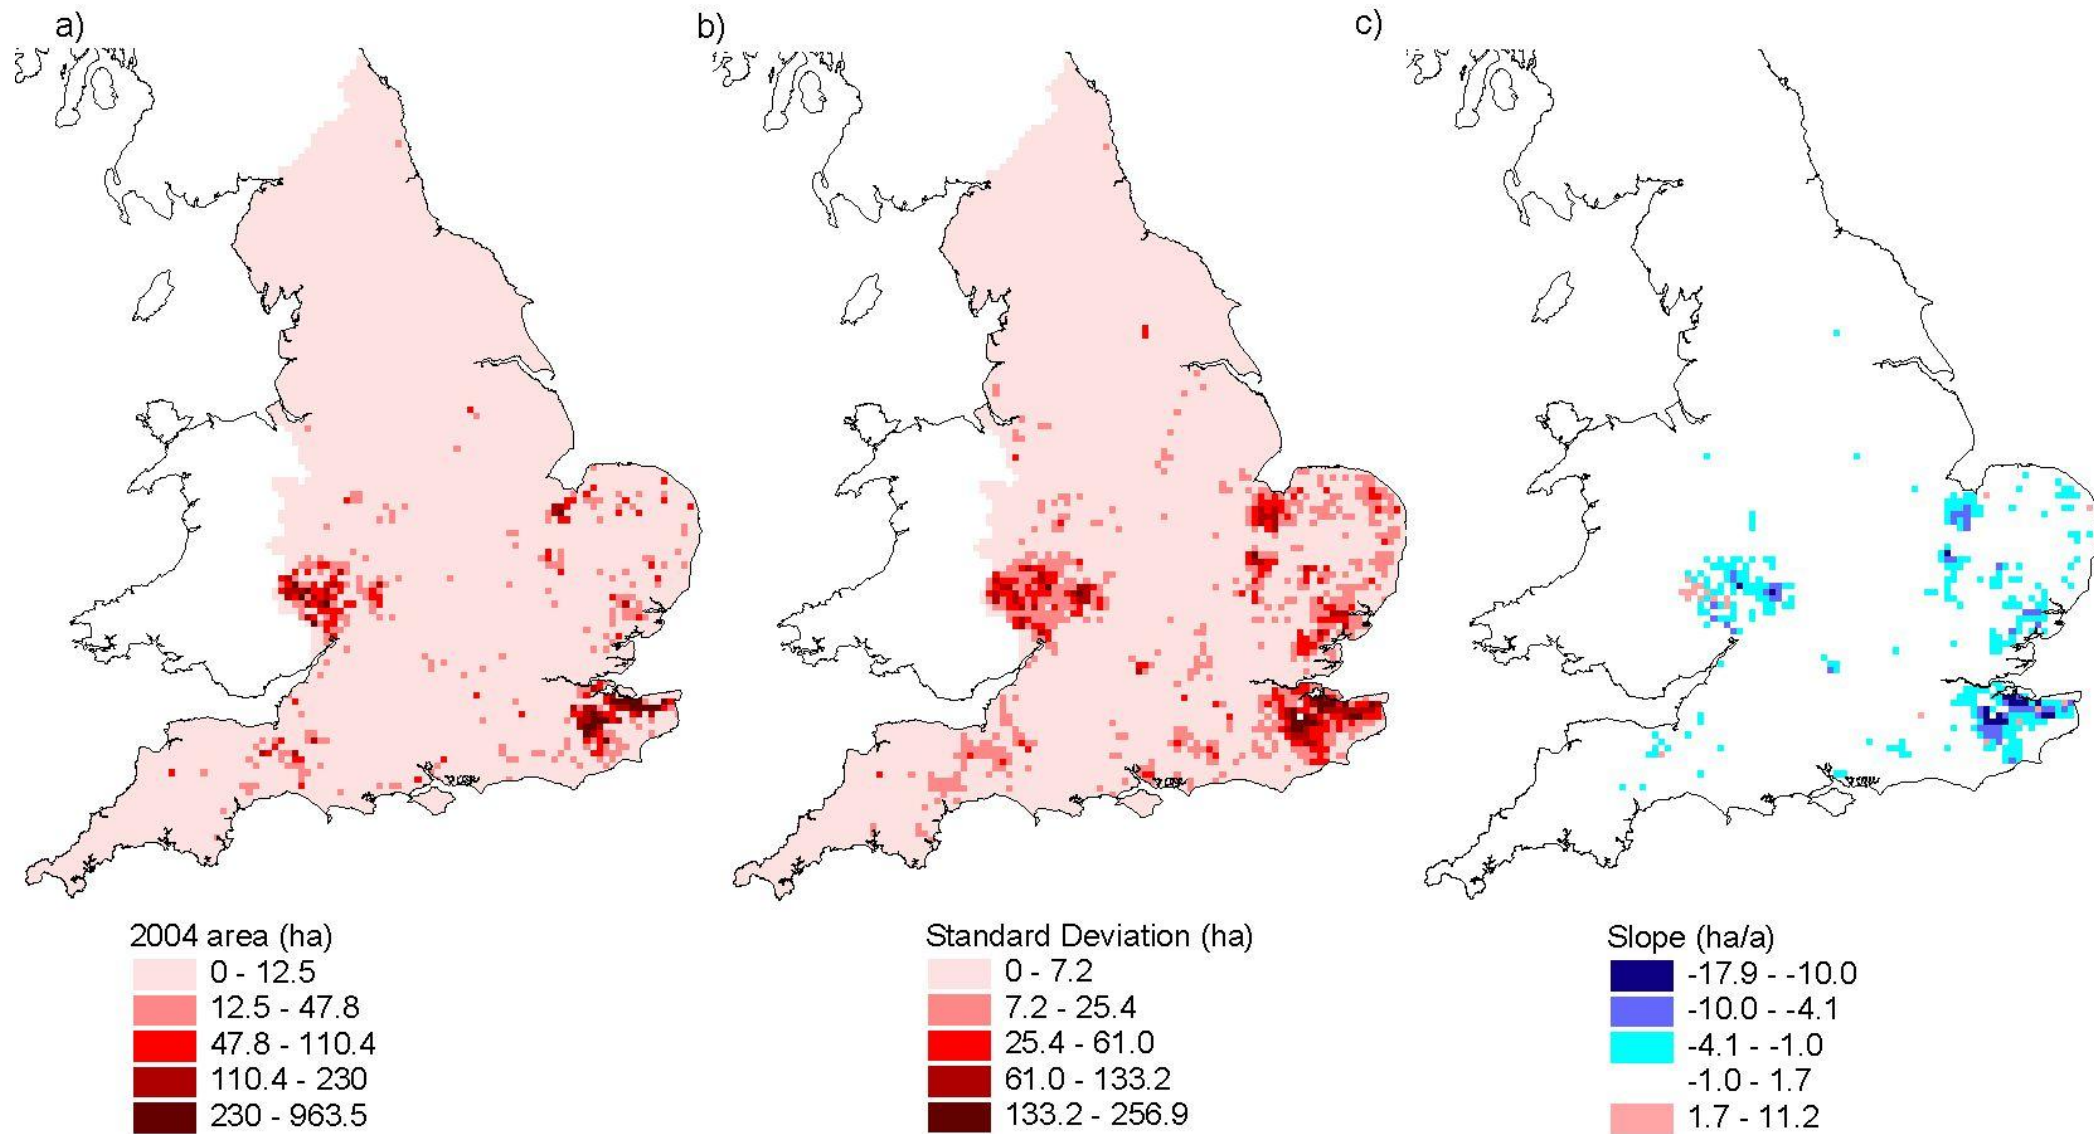 a)
b)
c)
2004 area (ha)
0 - 12.5
12.5 - 47.8
47.8 - 110.4
110.4 - 230
230 - 963.5
Standard Deviation (ha)
0 - 7.2
7.2 - 25.4
25.4 - 61.0
61.0 - 133.2
133.2 - 256.9
Slope (ha/a)
-17.9 - -10.0
-10.0 - -4.1
-4.1 - -1.0
-1.0 - 1.7
1.7 - 11.2